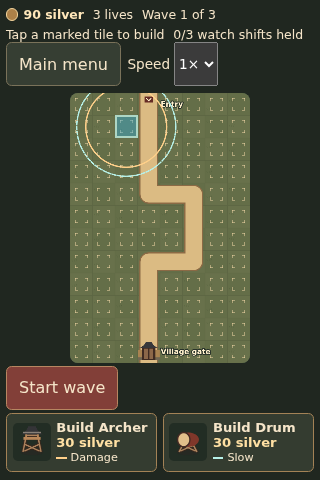 90 silver 3 lives Wave 1 of 3
Tap a marked tile to build 0/3 watch shifts held
Main menu Speed 1×
Entry
Village gate
Start wave
Build Archer
30 silver
Damage
Build Drum
30 silver
Slow